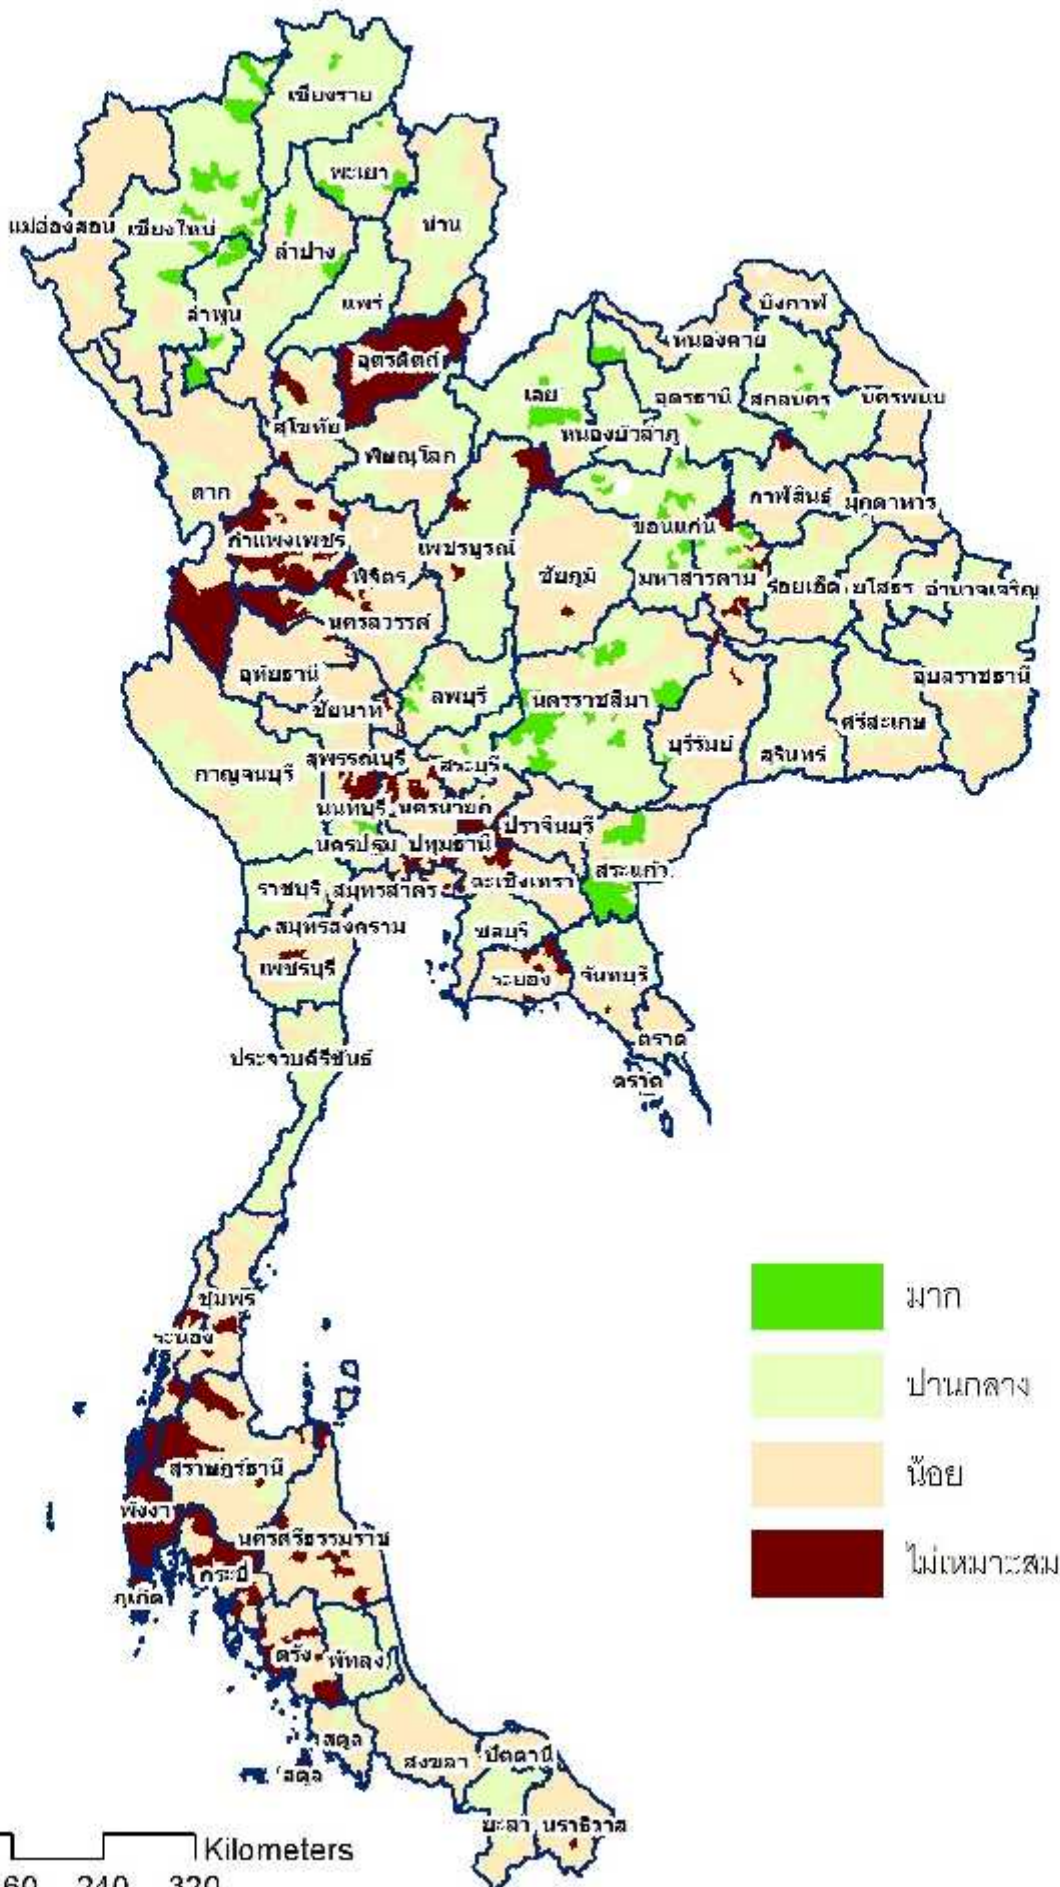 เชียงราย
พะเยา
แม่ฮ่องสอน
เชียงใหม่
น่าน
ลำปาง
ลำพูน
แพร่
บึงกาฬ
หนองคาย
อุตรดิตถ์
เลย
อุดรธานี
สกลนคร
นครพนม
สุโขทัย
หนองบัวลำภู
พิษณุโลก
ตาก
กาฬสินธุ์
มุกดาหาร
ขอนแก่น
กำแพงเพชร
เพชรบูรณ์
พิจิตร
ชัยภูมิ
มหาสารคาม
ร้อยเอ็ด
ยโสธร
อำนาจเจริญ
นครสวรรค์
อุทัยธานี
อุบลราชธานี
ลพบุรี
นครราชสีมา
ชัยนาท
ศรีสะเกษ
บุรีรัมย์
สุรินทร์
สุพรรณบุรี
สระบุรี
กาญจนบุรี
นนทบุรี
นครนายก
ปราจีนบุรี
นครปฐม
ปทุมธานี
สระแก้ว
ฉะเชิงเทรา
ราชบุรี
สมุทรสาคร
สมุทรสงคราม
ชลบุรี
เพชรบุรี
ระยอง
จันทบุรี
ตราด
ประจวบคีรีขันธ์
ตราด
ชุมพร
ระนอง
มาก
ปานกลาง
น้อย
ไม่เหมาะสม
สุราษฎร์ธานี
พังงา
นครศรีธรรมราช
กระบี่
ภูเก็ต
ตรัง
พัทลุง
สตูล
สงขลา
ปัตตานี
สตูล
ยะลา
นราธิวาส
Kilometers
60 240 320